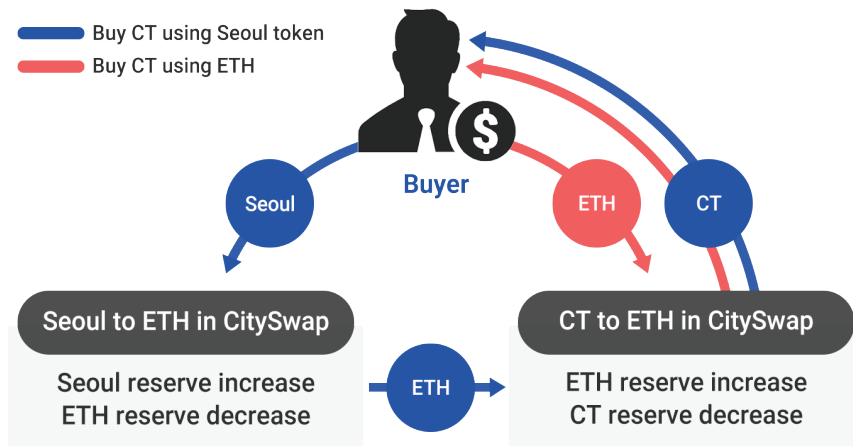 Buy CT using Seoul token
Buy CT using ETH
$
Buyer
Seoul
ETH
CT
Seoul to ETH in CitySwap
CT to ETH in CitySwap
Seoul reserve increase
ETH reserve decrease
ETH
ETH reserve increase
CT reserve decrease